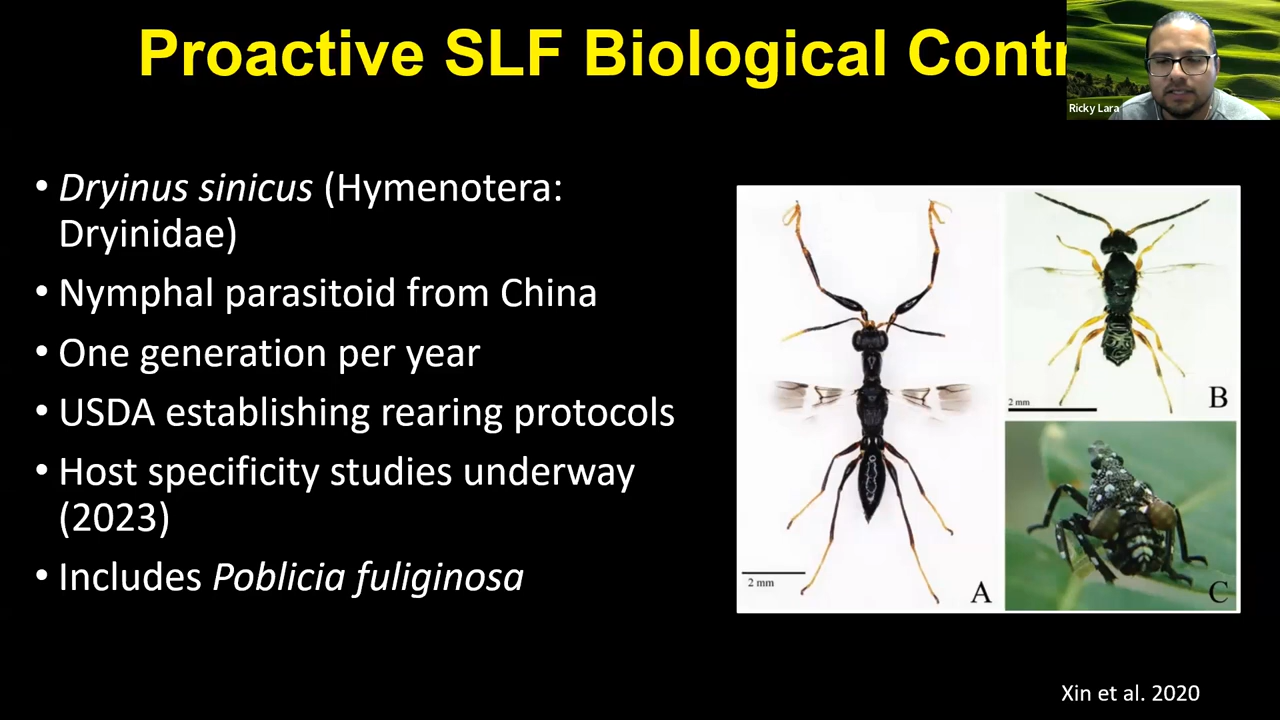 Proactive SLF Biological Contr
Ricky Lara
• Dryinus sinicus (Hymenotera:
Dryinidae)
• Nymphal parasitoid from China
• One generation per year
• USDA establishing rearing protocols
• Host specificity studies underway
(2023)
• Includes Poblicia fuliginosa
2 mm
A
2 mm
B
C
Xin et al. 2020